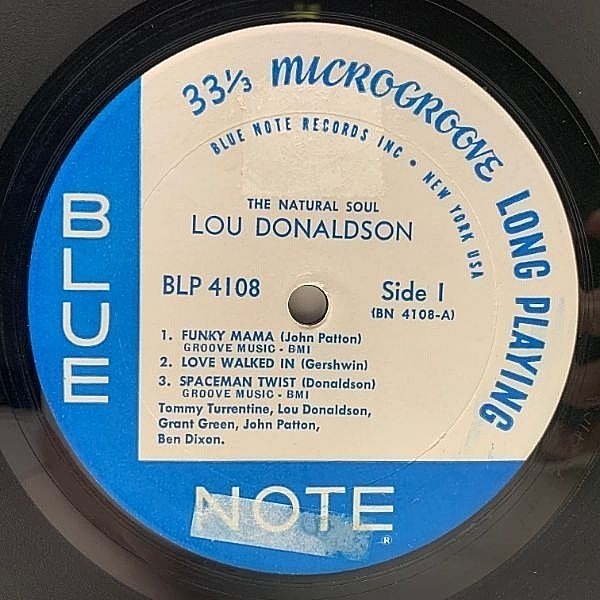 33⅓ MICROGROOVE LONG PLAYING
BLUE NOTE RECORDS INC • NEW YORK USA
THE NATURAL SOUL
LOU DONALDSON
BLP 4108
Side 1
(BN 4108-A)
1. FUNKY MAMA (John Patton)
GROOVE MUSIC - BMI
2. LOVE WALKED IN (Gershwin)
3. SPACEMAN TWIST (Donaldson)
GROOVE MUSIC - BMI
Tommy Turrentine, Lou Donaldson,
Grant Green, John Patton,
Ben Dixon.
BLUE
NOTE
®